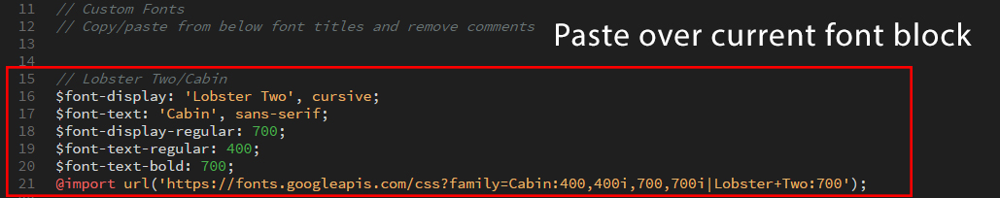 11 // Custom Fonts
12 // Copy/paste from below font titles and remove comments
13
Paste over current font block
14
15 // Lobster Two/Cabin
16 $font-display: 'Lobster Two', cursive;
17 $font-text: 'Cabin', sans-serif;
18 $font-display-regular: 700;
19 $font-text-regular: 400;
20 $font-text-bold: 700;
21 @import url('https://fonts.googleapis.com/css?family=Cabin:400,400i,700,700i|Lobster+Two:700');